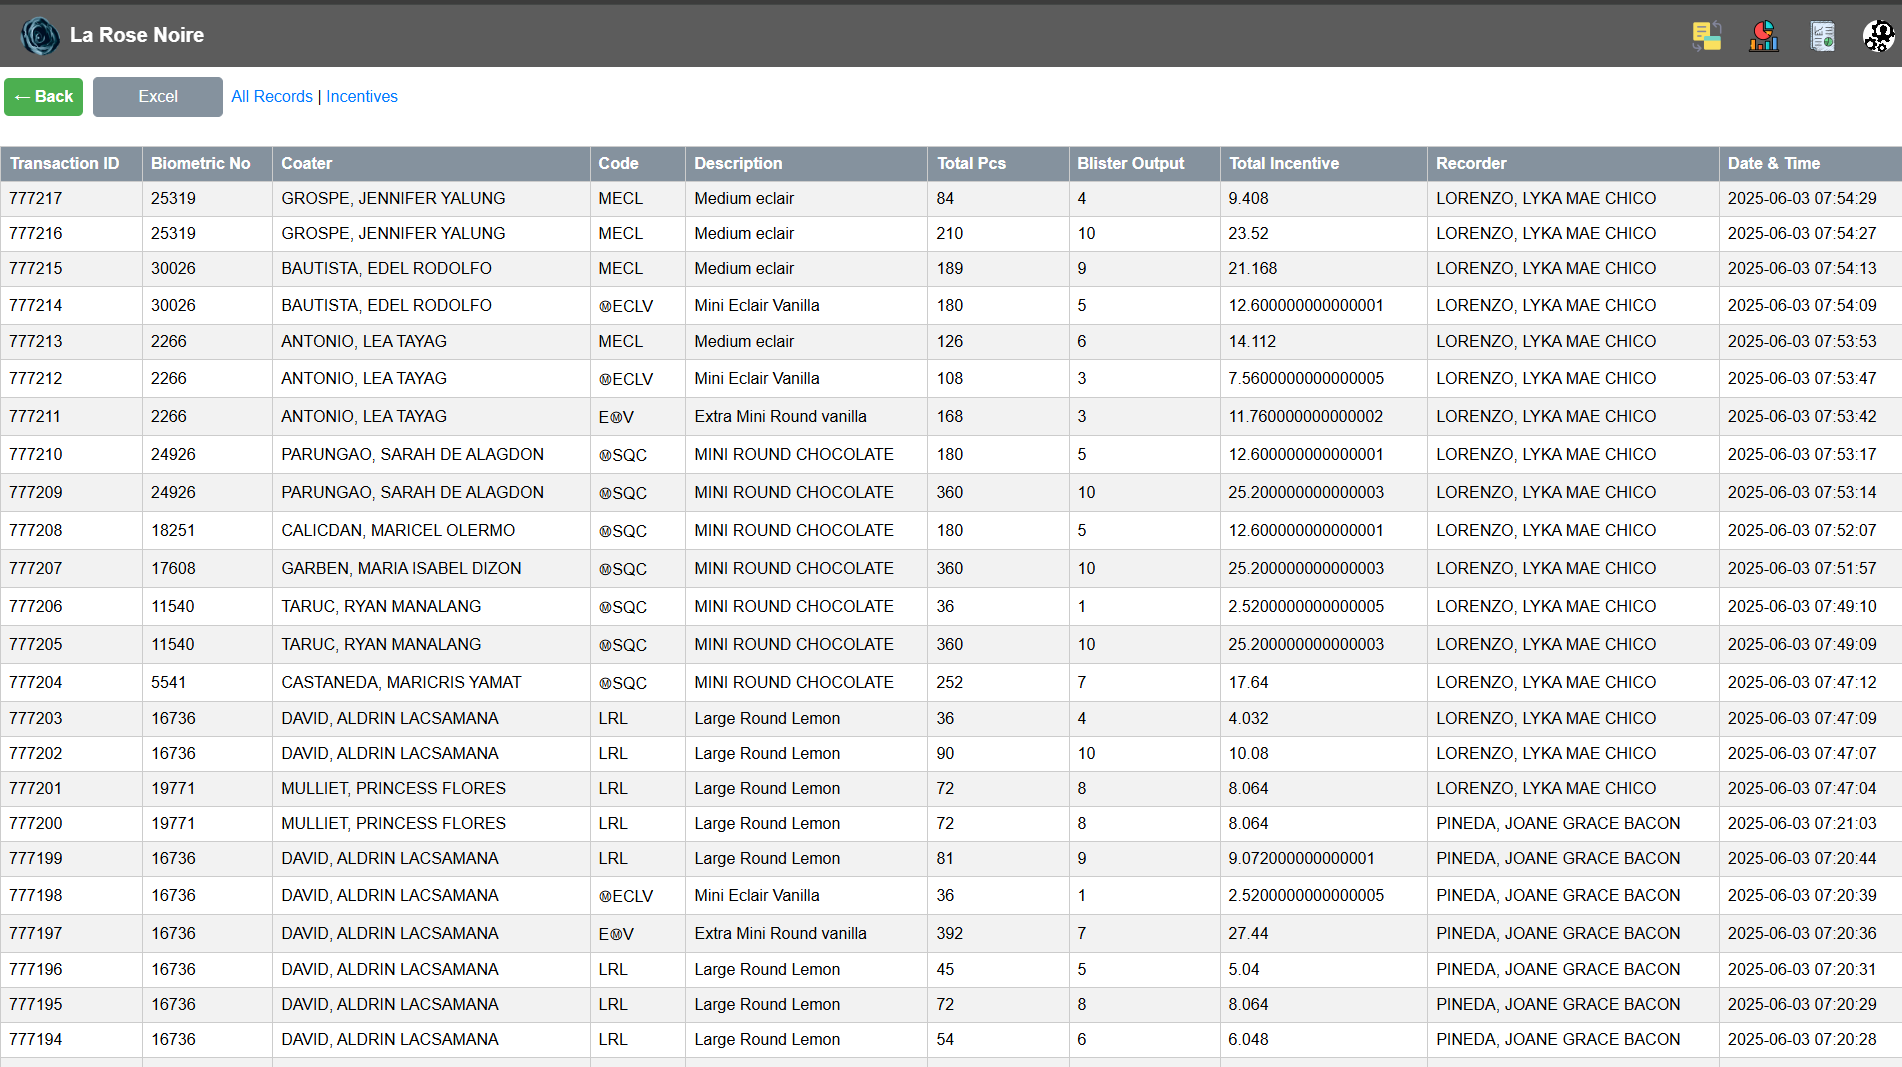 La Rose Noire
← Back Excel All Records | Incentives
Transaction ID Biometric No Coater Code Description Total Pcs Blister Output Total Incentive Recorder Date & Time
777217 25319 GROSPE, JENNIFER YALUNG MECL Medium eclair 84 4 9.408 LORENZO, LYKA MAE CHICO 2025-06-03 07:54:29
777216 25319 GROSPE, JENNIFER YALUNG MECL Medium eclair 210 10 23.52 LORENZO, LYKA MAE CHICO 2025-06-03 07:54:27
777215 30026 BAUTISTA, EDEL RODOLFO MECL Medium eclair 189 9 21.168 LORENZO, LYKA MAE CHICO 2025-06-03 07:54:13
777214 30026 BAUTISTA, EDEL RODOLFO ⓂECLV Mini Eclair Vanilla 180 5 12.600000000000001 LORENZO, LYKA MAE CHICO 2025-06-03 07:54:09
777213 2266 ANTONIO, LEA TAYAG MECL Medium eclair 126 6 14.112 LORENZO, LYKA MAE CHICO 2025-06-03 07:53:53
777212 2266 ANTONIO, LEA TAYAG ⓂECLV Mini Eclair Vanilla 108 3 7.5600000000000005 LORENZO, LYKA MAE CHICO 2025-06-03 07:53:47
777211 2266 ANTONIO, LEA TAYAG EⓂV Extra Mini Round vanilla 168 3 11.760000000000002 LORENZO, LYKA MAE CHICO 2025-06-03 07:53:42
777210 24926 PARUNGAO, SARAH DE ALAGDON ⓂSQC MINI ROUND CHOCOLATE 180 5 12.600000000000001 LORENZO, LYKA MAE CHICO 2025-06-03 07:53:17
777209 24926 PARUNGAO, SARAH DE ALAGDON ⓂSQC MINI ROUND CHOCOLATE 360 10 25.200000000000003 LORENZO, LYKA MAE CHICO 2025-06-03 07:53:14
777208 18251 CALICDAN, MARICEL OLERMO ⓂSQC MINI ROUND CHOCOLATE 180 5 12.600000000000001 LORENZO, LYKA MAE CHICO 2025-06-03 07:52:07
777207 17608 GARBEN, MARIA ISABEL DIZON ⓂSQC MINI ROUND CHOCOLATE 360 10 25.200000000000003 LORENZO, LYKA MAE CHICO 2025-06-03 07:51:57
777206 11540 TARUC, RYAN MANALANG ⓂSQC MINI ROUND CHOCOLATE 36 1 2.5200000000000005 LORENZO, LYKA MAE CHICO 2025-06-03 07:49:10
777205 11540 TARUC, RYAN MANALANG ⓂSQC MINI ROUND CHOCOLATE 360 10 25.200000000000003 LORENZO, LYKA MAE CHICO 2025-06-03 07:49:09
777204 5541 CASTANEDA, MARICRIS YAMAT ⓂSQC MINI ROUND CHOCOLATE 252 7 17.64 LORENZO, LYKA MAE CHICO 2025-06-03 07:47:12
777203 16736 DAVID, ALDRIN LACSAMANA LRL Large Round Lemon 36 4 4.032 LORENZO, LYKA MAE CHICO 2025-06-03 07:47:09
777202 16736 DAVID, ALDRIN LACSAMANA LRL Large Round Lemon 90 10 10.08 LORENZO, LYKA MAE CHICO 2025-06-03 07:47:07
777201 19771 MULLIET, PRINCESS FLORES LRL Large Round Lemon 72 8 8.064 LORENZO, LYKA MAE CHICO 2025-06-03 07:47:04
777200 19771 MULLIET, PRINCESS FLORES LRL Large Round Lemon 72 8 8.064 PINEDA, JOANE GRACE BACON 2025-06-03 07:21:03
777199 16736 DAVID, ALDRIN LACSAMANA LRL Large Round Lemon 81 9 9.072000000000001 PINEDA, JOANE GRACE BACON 2025-06-03 07:20:44
777198 16736 DAVID, ALDRIN LACSAMANA ⓂECLV Mini Eclair Vanilla 36 1 2.5200000000000005 PINEDA, JOANE GRACE BACON 2025-06-03 07:20:39
777197 16736 DAVID, ALDRIN LACSAMANA EⓂV Extra Mini Round vanilla 392 7 27.44 PINEDA, JOANE GRACE BACON 2025-06-03 07:20:36
777196 16736 DAVID, ALDRIN LACSAMANA LRL Large Round Lemon 45 5 5.04 PINEDA, JOANE GRACE BACON 2025-06-03 07:20:31
777195 16736 DAVID, ALDRIN LACSAMANA LRL Large Round Lemon 72 8 8.064 PINEDA, JOANE GRACE BACON 2025-06-03 07:20:29
777194 16736 DAVID, ALDRIN LACSAMANA LRL Large Round Lemon 54 6 6.048 PINEDA, JOANE GRACE BACON 2025-06-03 07:20:28